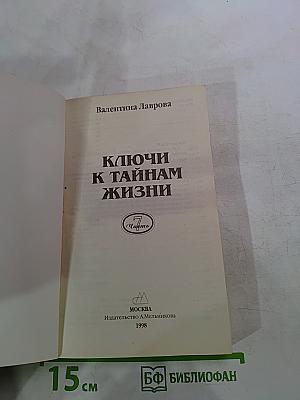 Валентина Лаврова
КЛЮЧИ
К ТАЙНАМ
ЖИЗНИ
7
Часть
МОСКВА
Издательство А.Мельникова
1998
15 см
БФ БИБЛИОФАН